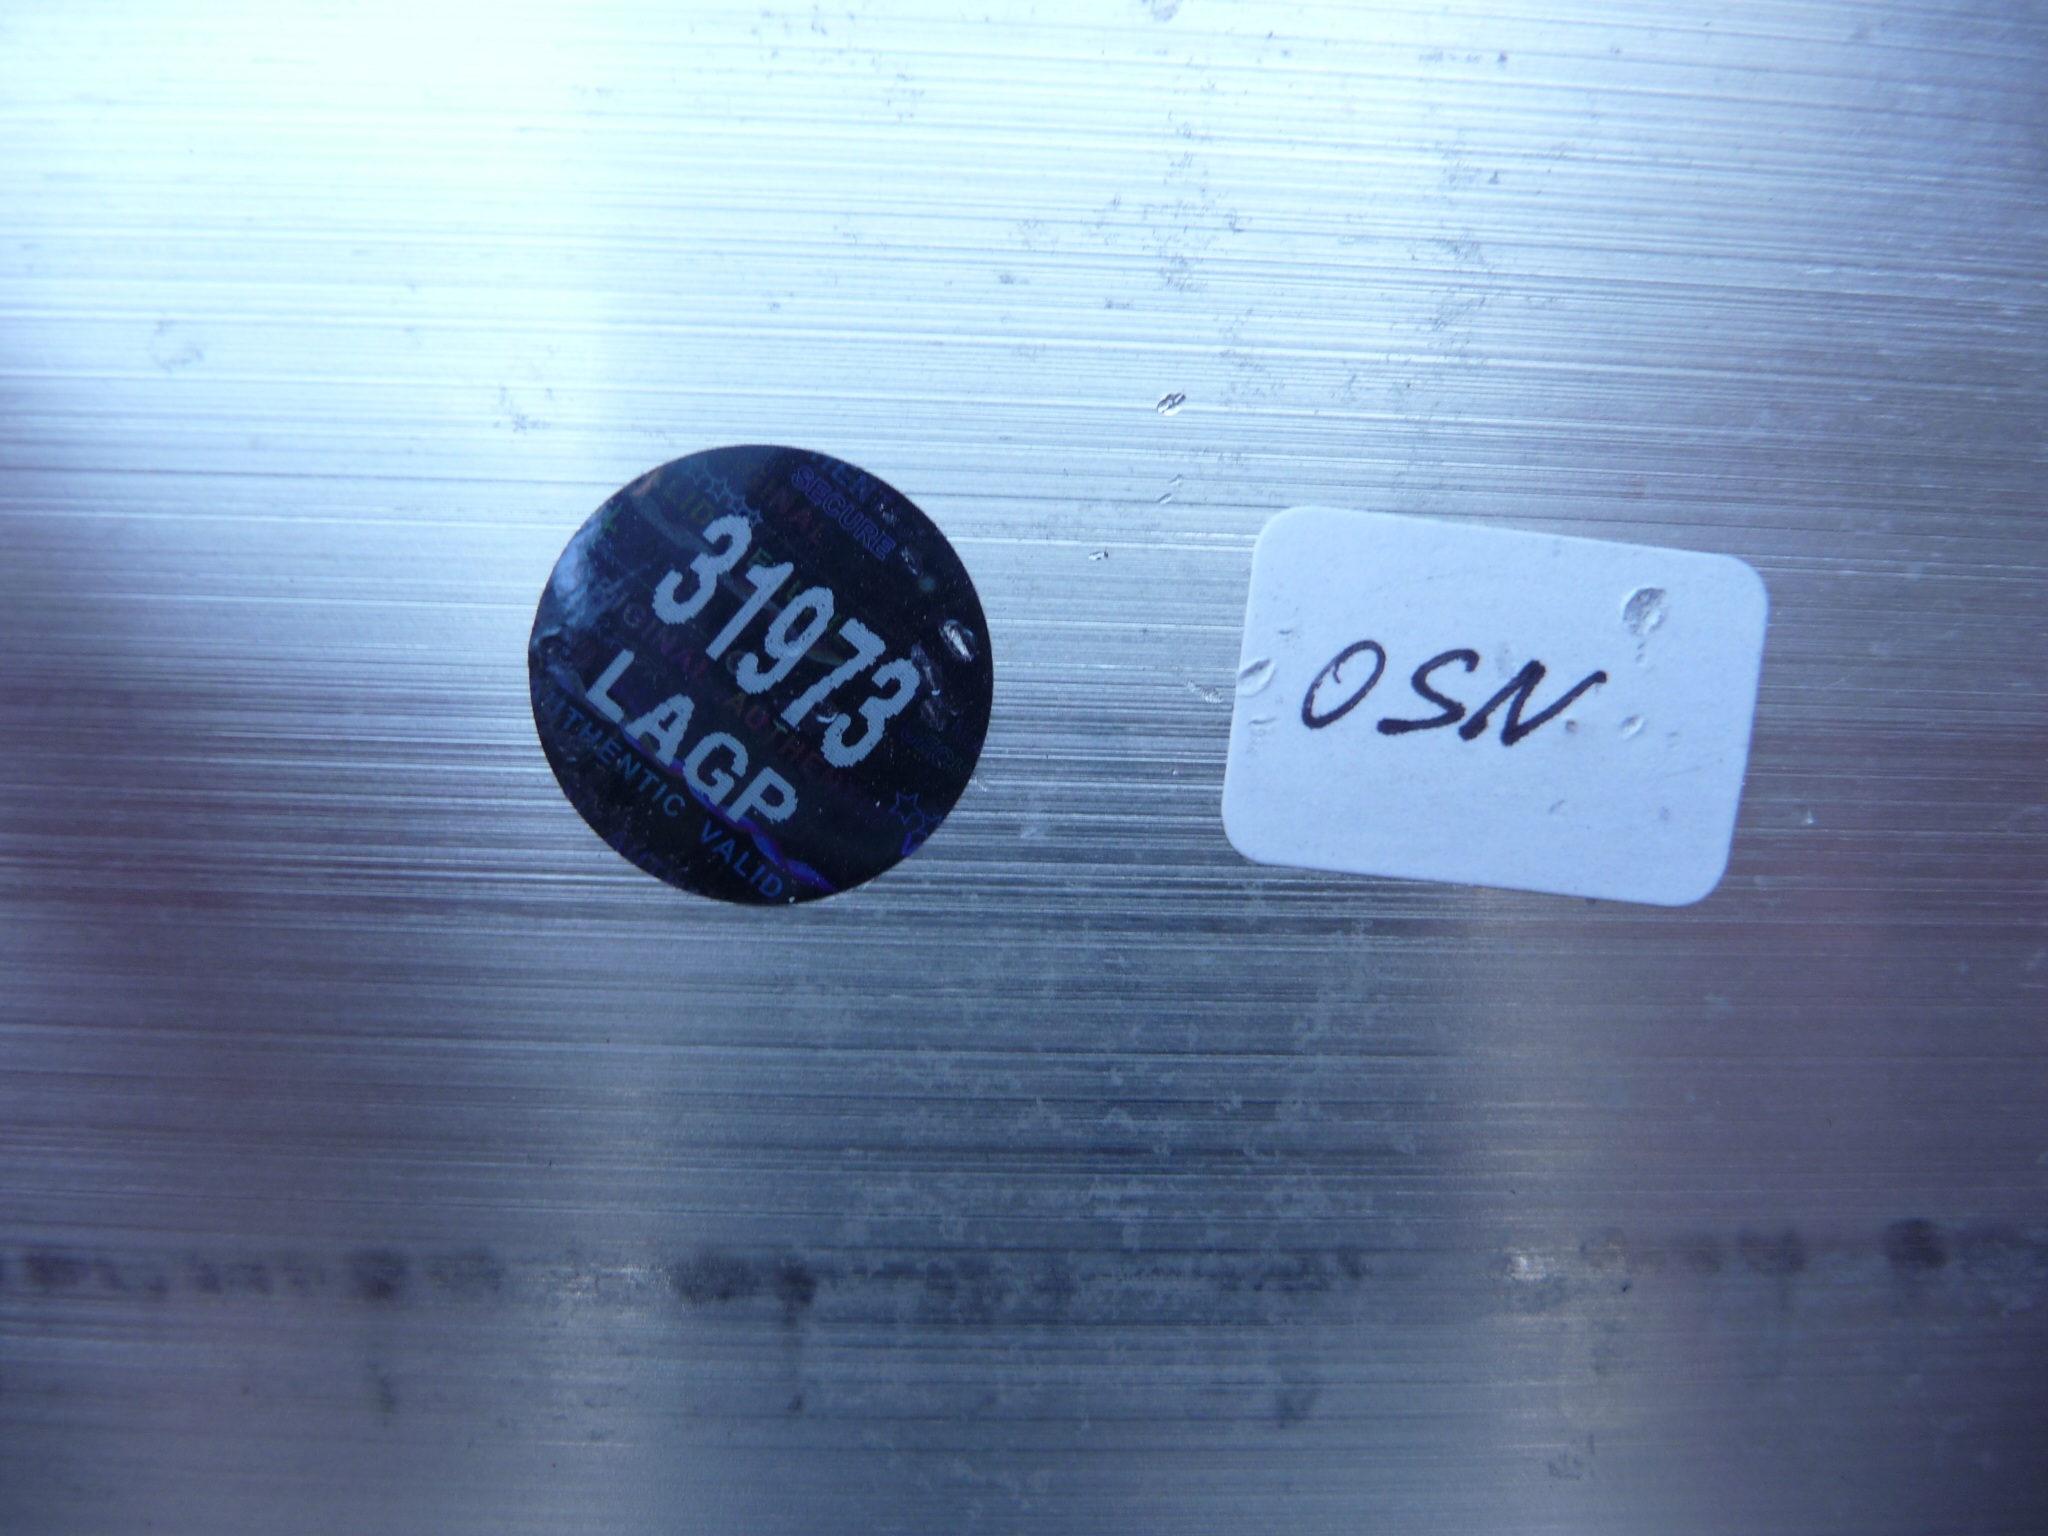 SECURE
31973
LAGP
AUTHENTIC VALID
OSN